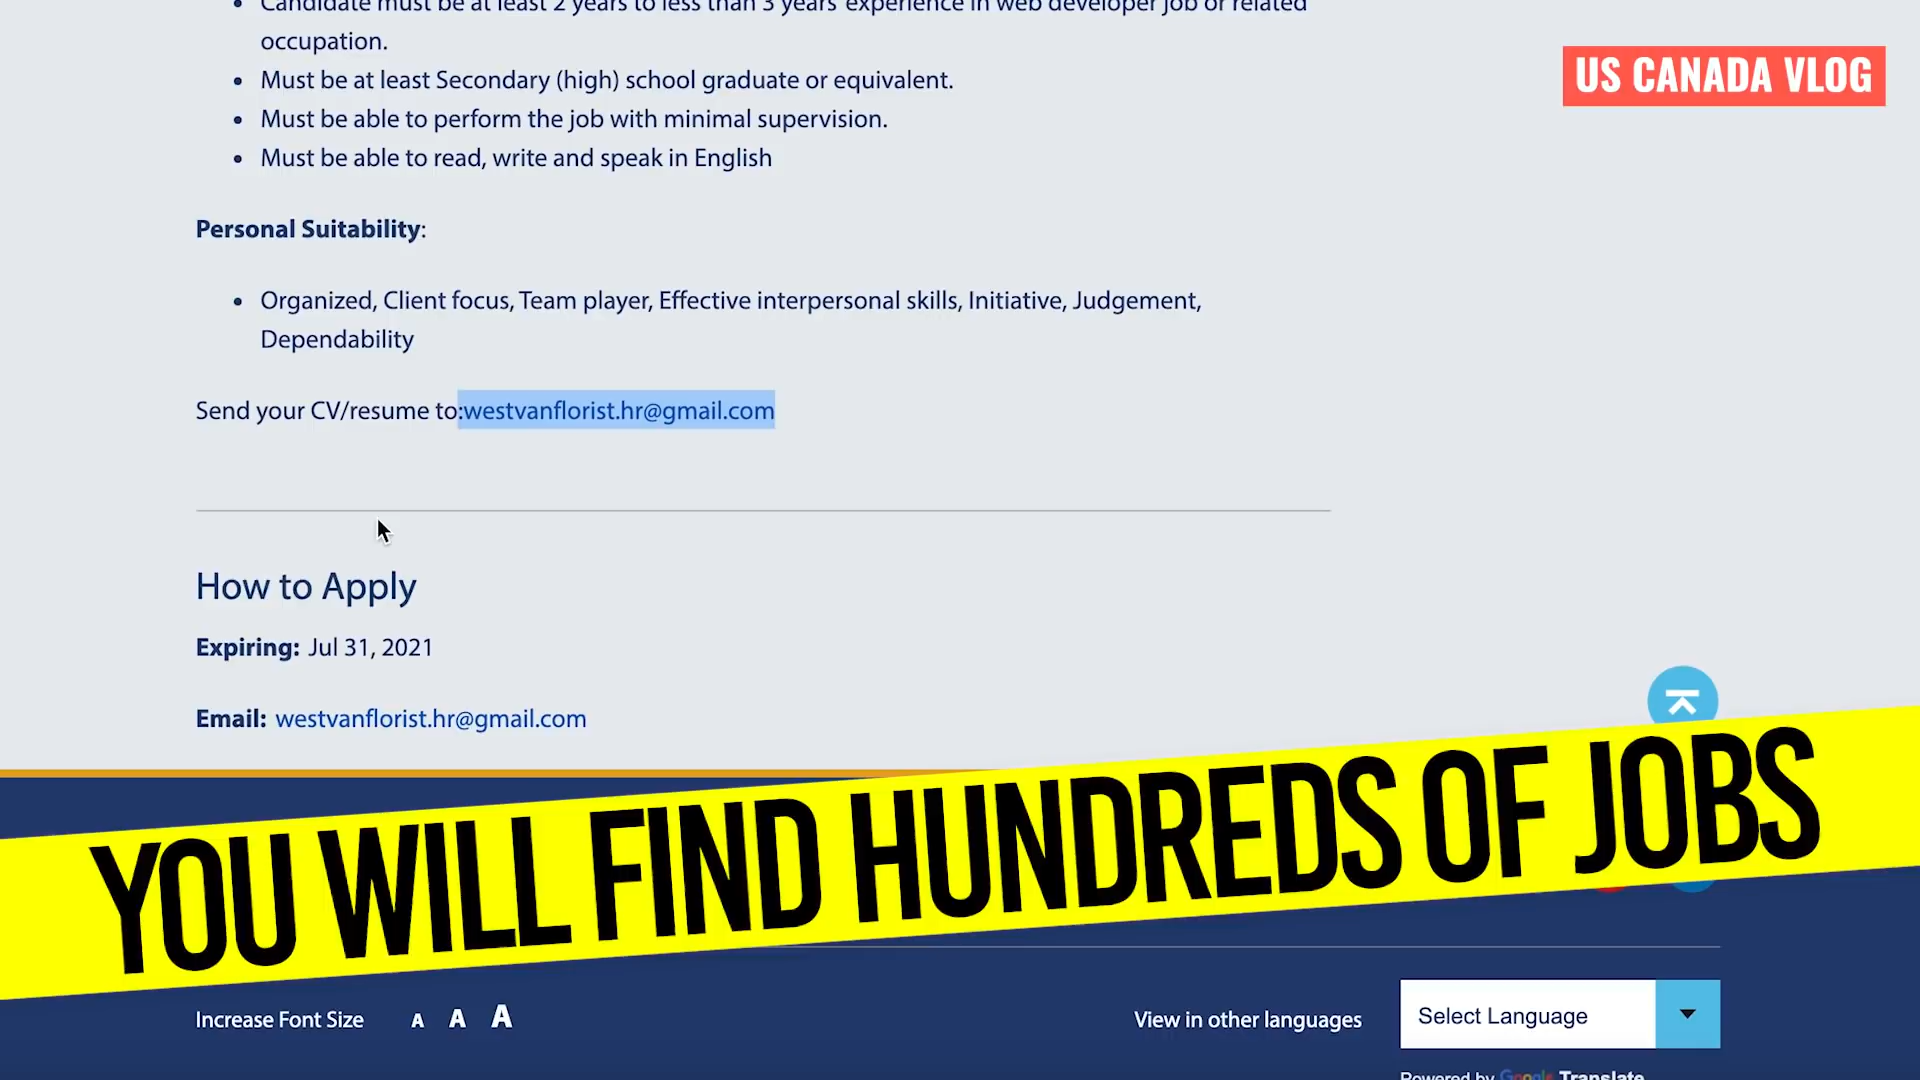 Candidate must be at least 2 years to less than 3 years' experience in web developer job or related
occupation.
Must be at least Secondary (high) school graduate or equivalent.
Must be able to perform the job with minimal supervision.
Must be able to read, write and speak in English
US CANADA VLOG
Personal Suitability:
Organized, Client focus, Team player, Effective interpersonal skills, Initiative, Judgement,
Dependability
Send your CV/resume to:westvanflorist.hr@gmail.com
How to Apply
Expiring: Jul 31, 2021
Email: westvanflorist.hr@gmail.com
YOU WILL FIND HUNDREDS OF JOBS
Increase Font Size A A A
View in other languages
Select Language
Powered by Google Translate